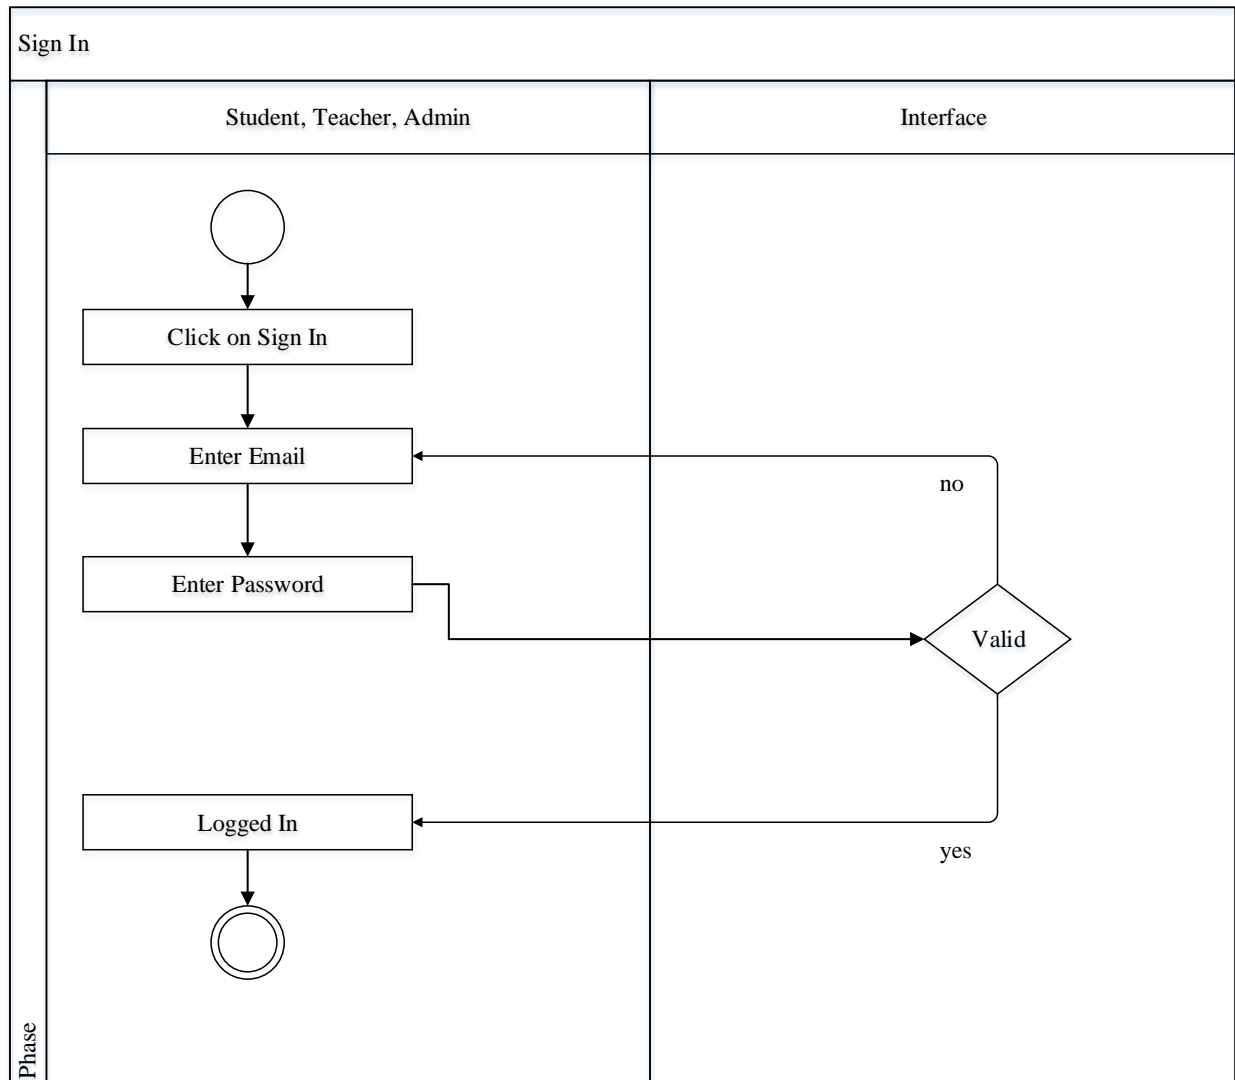 Sign In
Student, Teacher, Admin
Interface
Click on Sign In
Enter Email
no
Enter Password
Valid
Logged In
yes
Phase